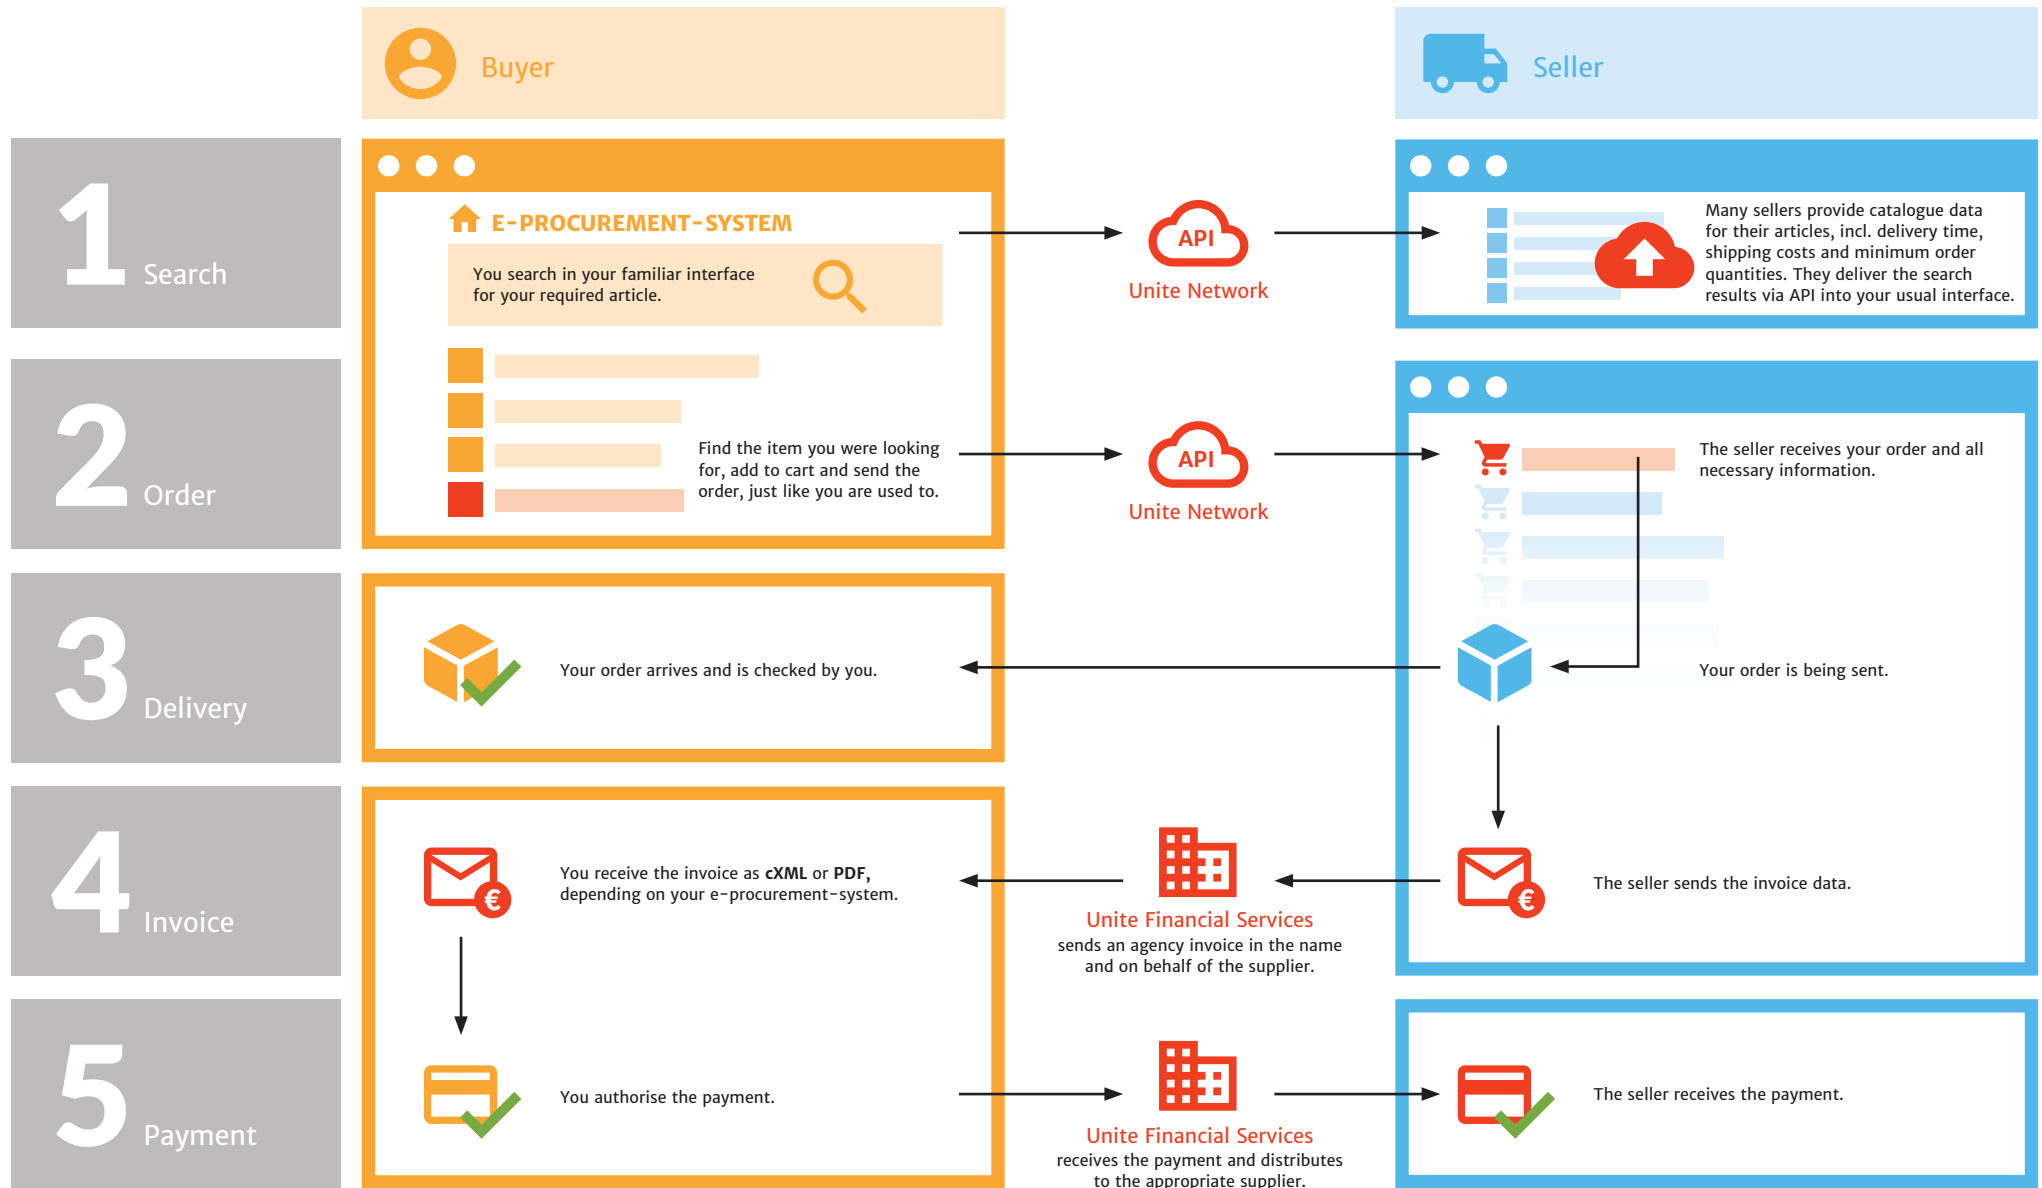 Buyer
Seller
1 Search
E-PROCUREMENT-SYSTEM
You search in your familiar interface
for your required article.
API
Unite Network
Many sellers provide catalogue data
for their articles, incl. delivery time,
shipping costs and minimum order
quantities. They deliver the search
results via API into your usual interface.
2 Order
Find the item you were looking
for, add to cart and send the
order, just like you are used to.
API
Unite Network
The seller receives your order and all
necessary information.
3 Delivery
Your order arrives and is checked by you.
Your order is being sent.
4 Invoice
You receive the invoice as cXML or PDF,
depending on your e-procurement-system.
€
Unite Financial Services
sends an agency invoice in the name
and on behalf of the supplier.
€
The seller sends the invoice data.
5 Payment
You authorise the payment.
Unite Financial Services
receives the payment and distributes
to the appropriate supplier.
The seller receives the payment.